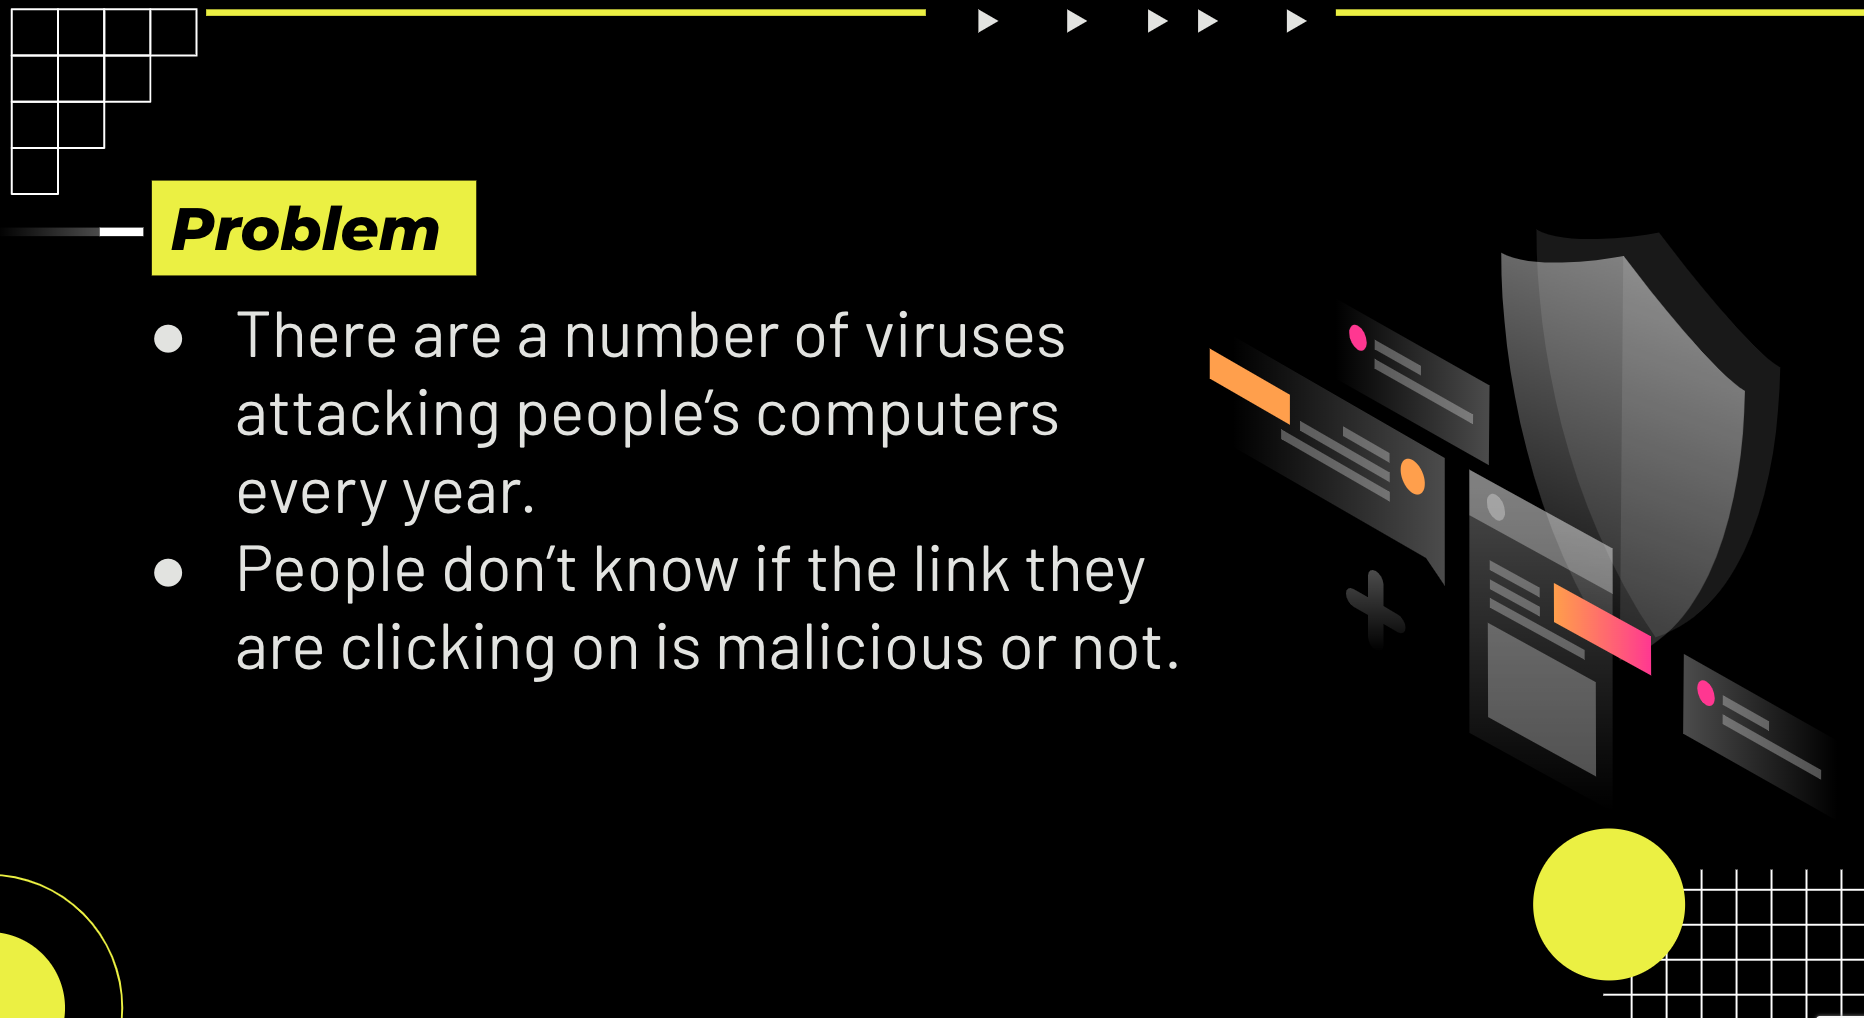 Problem
● There are a number of viruses
attacking people’s computers
every year.
● People don’t know if the link they
are clicking on is malicious or not.